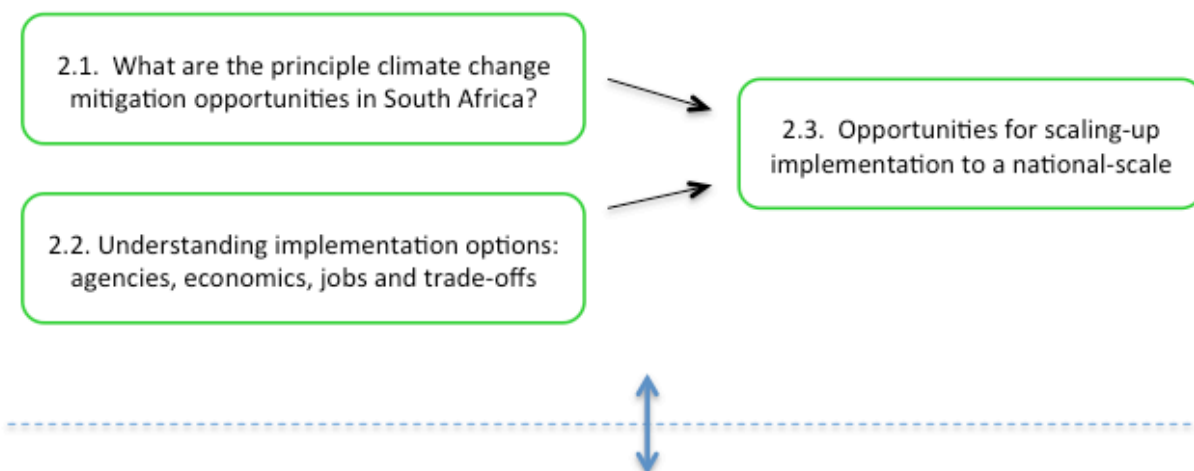 2.1.  What are the principle climate change
mitigation opportunities in South Africa?
2.2. Understanding implementation options:
agencies, economics, jobs and trade-offs
2.3.  Opportunities for scaling-up
implementation to a national-scale